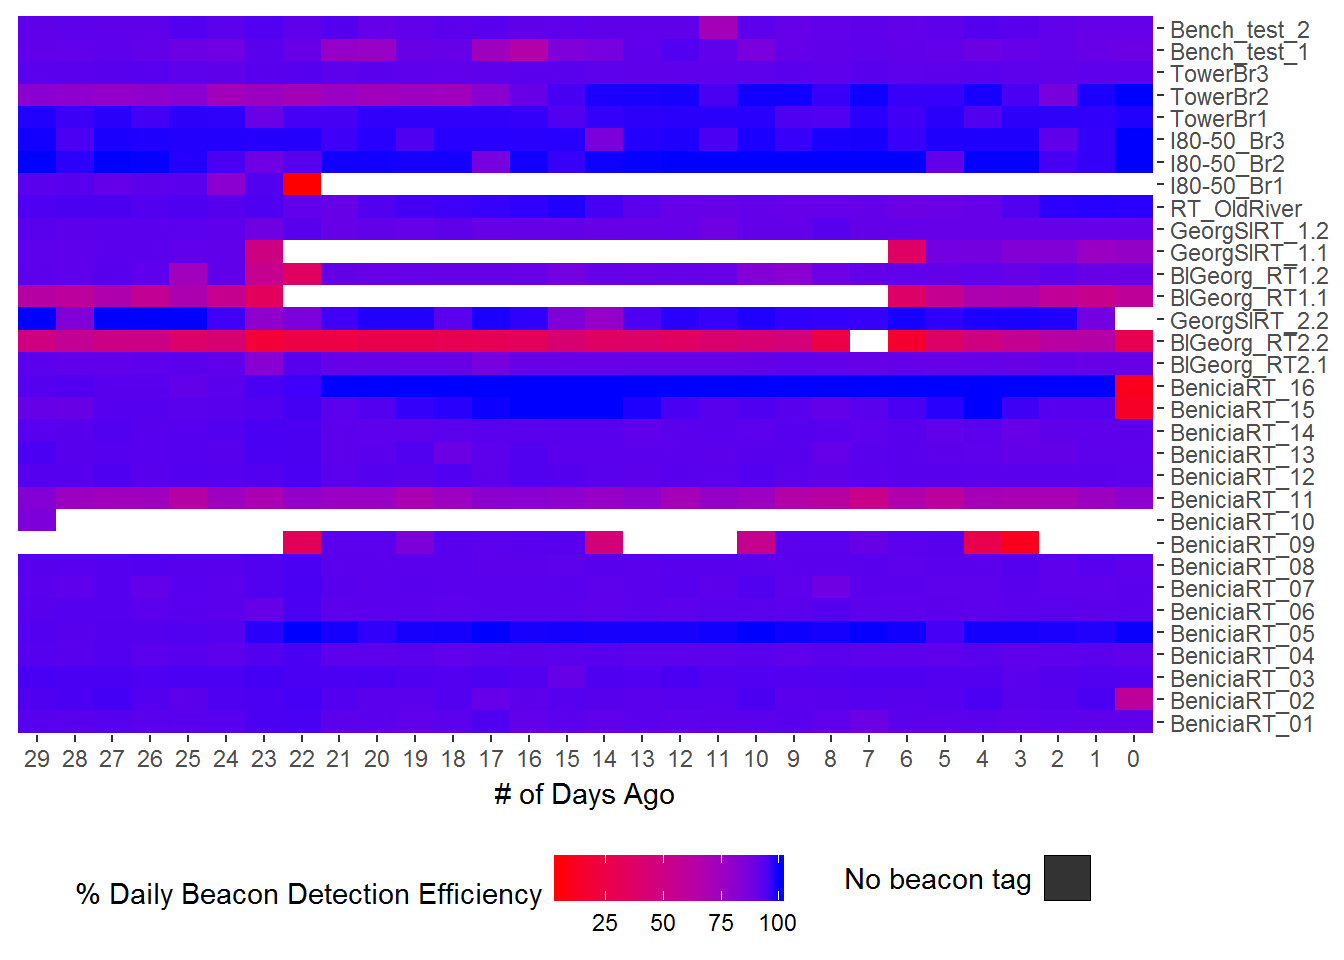 Bench_test_2
Bench_test_1
TowerBr3
TowerBr2
TowerBr1
I80-50_Br3
I80-50_Br2
I80-50_Br1
RT_OldRiver
GeorgSlRT_1.2
GeorgSlRT_1.1
BlGeorg_RT1.2
BlGeorg_RT1.1
GeorgSlRT_2.2
BlGeorg_RT2.2
BlGeorg_RT2.1
BeniciaRT_16
BeniciaRT_15
BeniciaRT_14
BeniciaRT_13
BeniciaRT_12
BeniciaRT_11
BeniciaRT_10
BeniciaRT_09
BeniciaRT_08
BeniciaRT_07
BeniciaRT_06
BeniciaRT_05
BeniciaRT_04
BeniciaRT_03
BeniciaRT_02
BeniciaRT_01
29 28 27 26 25 24 23 22 21 20 19 18 17 16 15 14 13 12 11 10 9 8 7 6 5 4 3 2 1 0
# of Days Ago
% Daily Beacon Detection Efficiency
25 50 75 100
No beacon tag